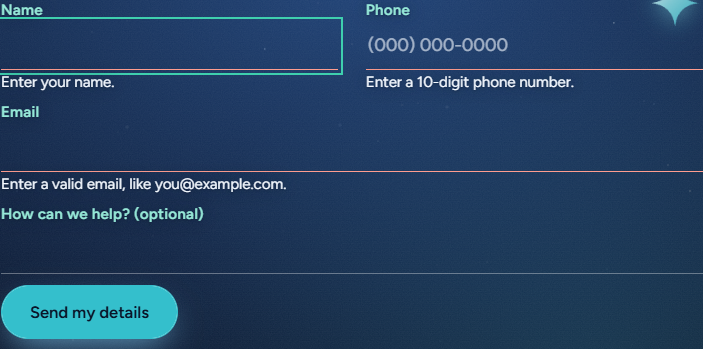 Name
Phone
(000) 000-0000
Enter your name.
Enter a 10-digit phone number.
Email
Enter a valid email, like you@example.com.
How can we help? (optional)
Send my details